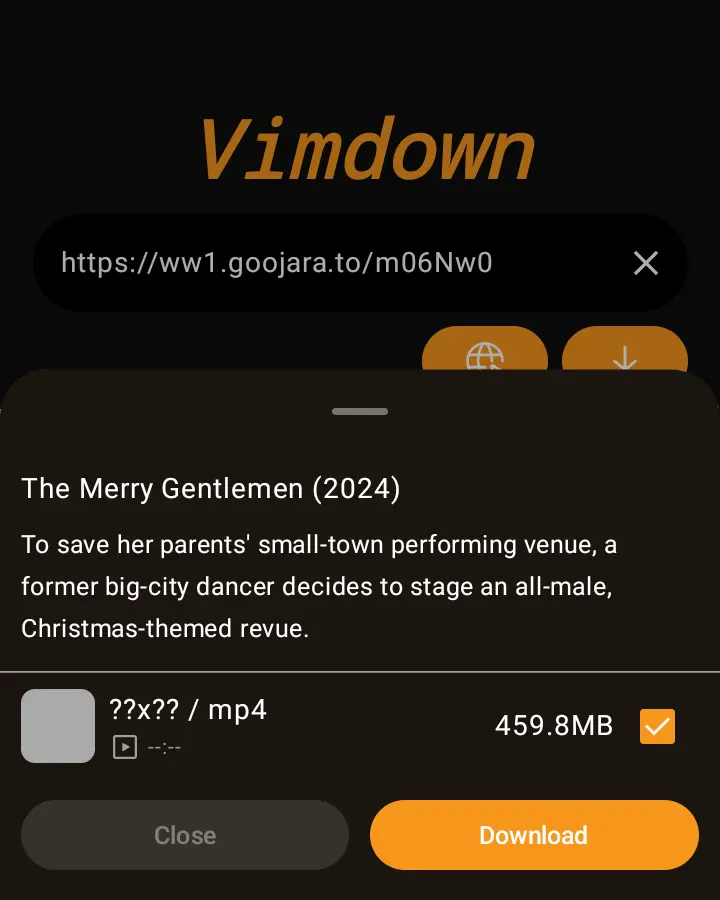 Vimdown
https://ww1.goojara.to/m06Nw0
The Merry Gentlemen (2024)
To save her parents' small-town performing venue, a
former big-city dancer decides to stage an all-male,
Christmas-themed revue.
??x?? / mp4
459.8MB
--:--
Close
Download